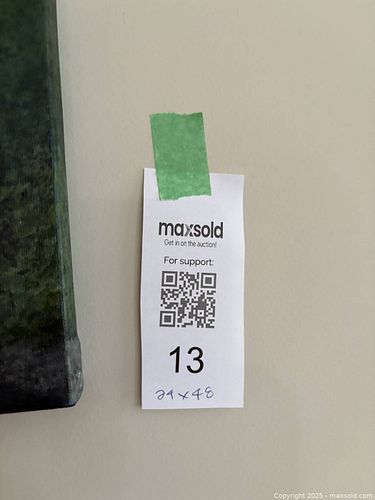 maxsold
Get in on the auction!
For support:
13
24 x 48
Copyright 2025 - maxsold.com